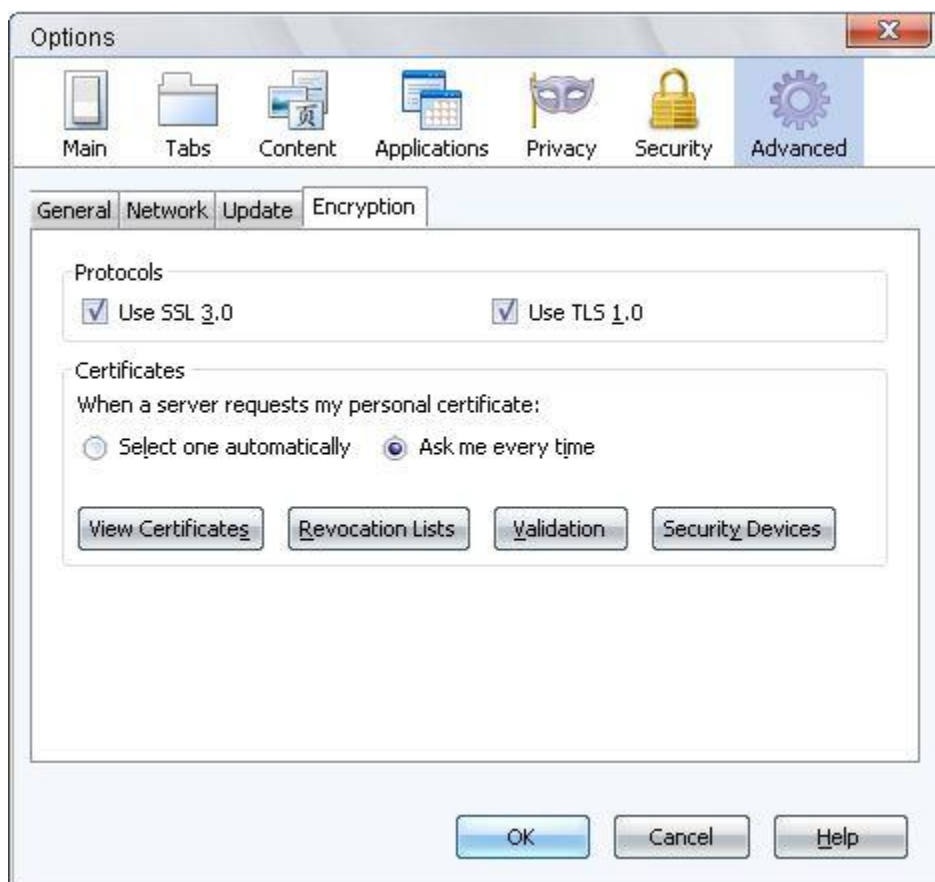 Options
页
Main Tabs Content Applications Privacy Security Advanced
General Network Update Encryption
Protocols
Use SSL 3.0 Use TLS 1.0
Certificates
When a server requests my personal certificate:
Select one automatically Ask me every time
View Certificates Revocation Lists Validation Security Devices
OK Cancel Help